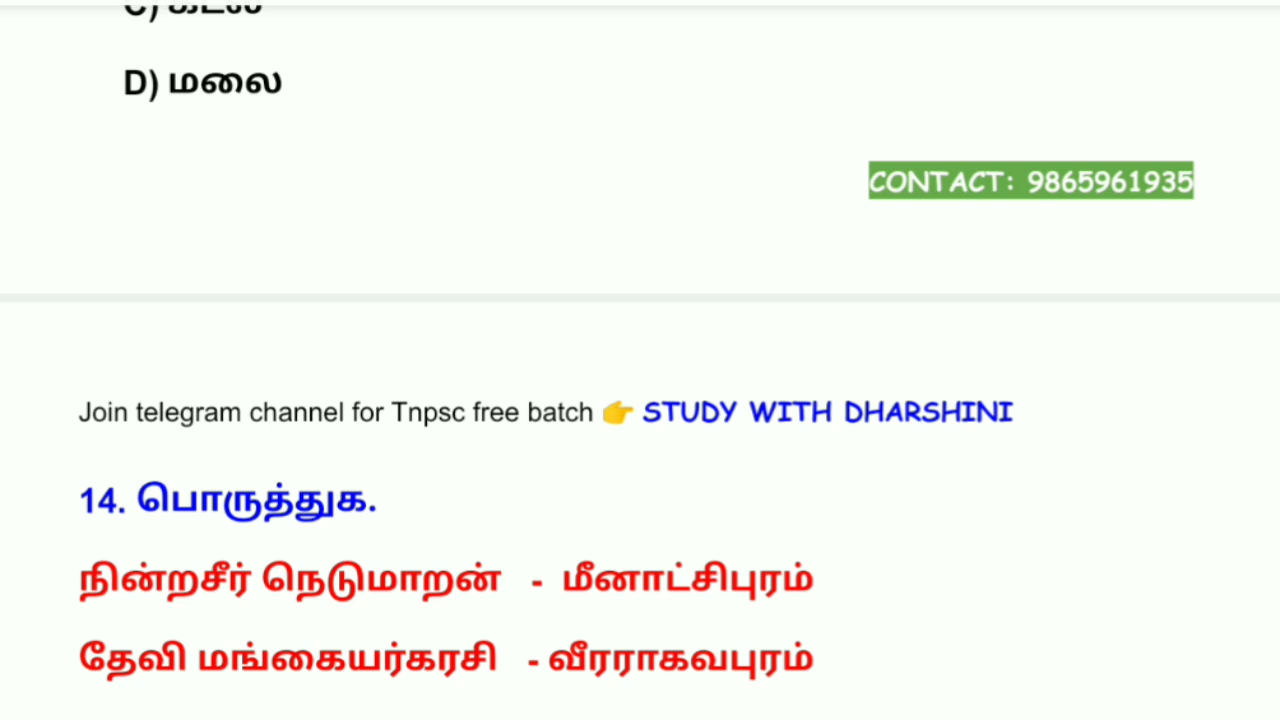 D) மலை
CONTACT: 9865961935
Join telegram channel for Tnpsc free batch 👉 STUDY WITH DHARSHINI
14. பொருத்துக.
நின்றசீர் நெடுமாறன் - மீனாட்சிபுரம்
தேவி மங்கையர்கரசி - வீரராகவபுரம்